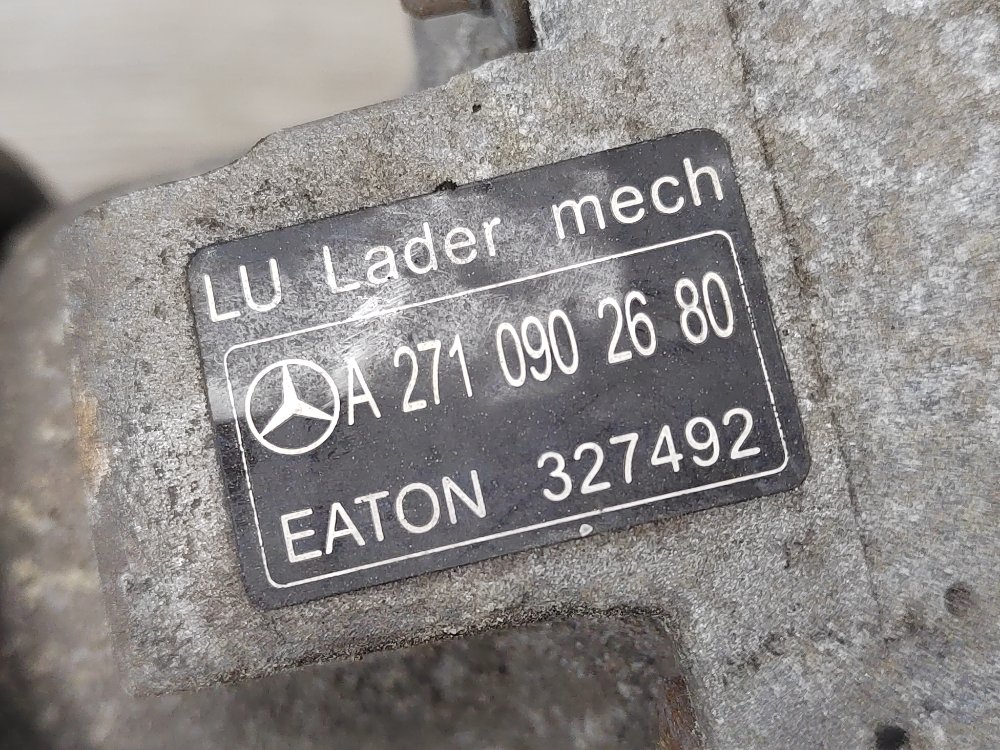 LU Lader mech
A 271 090 26 80
EATON 327492